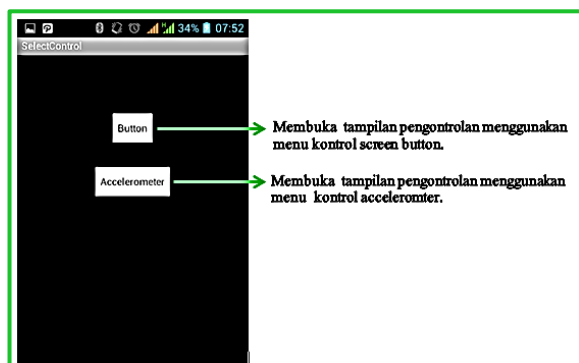 34% 07:52
SelectControl
Button
Membuka tampilan pengontrolan menggunakan
menu kontrol screen button.
Accelerometer
Membuka tampilan pengontrolan menggunakan
menu kontrol acceleromter.